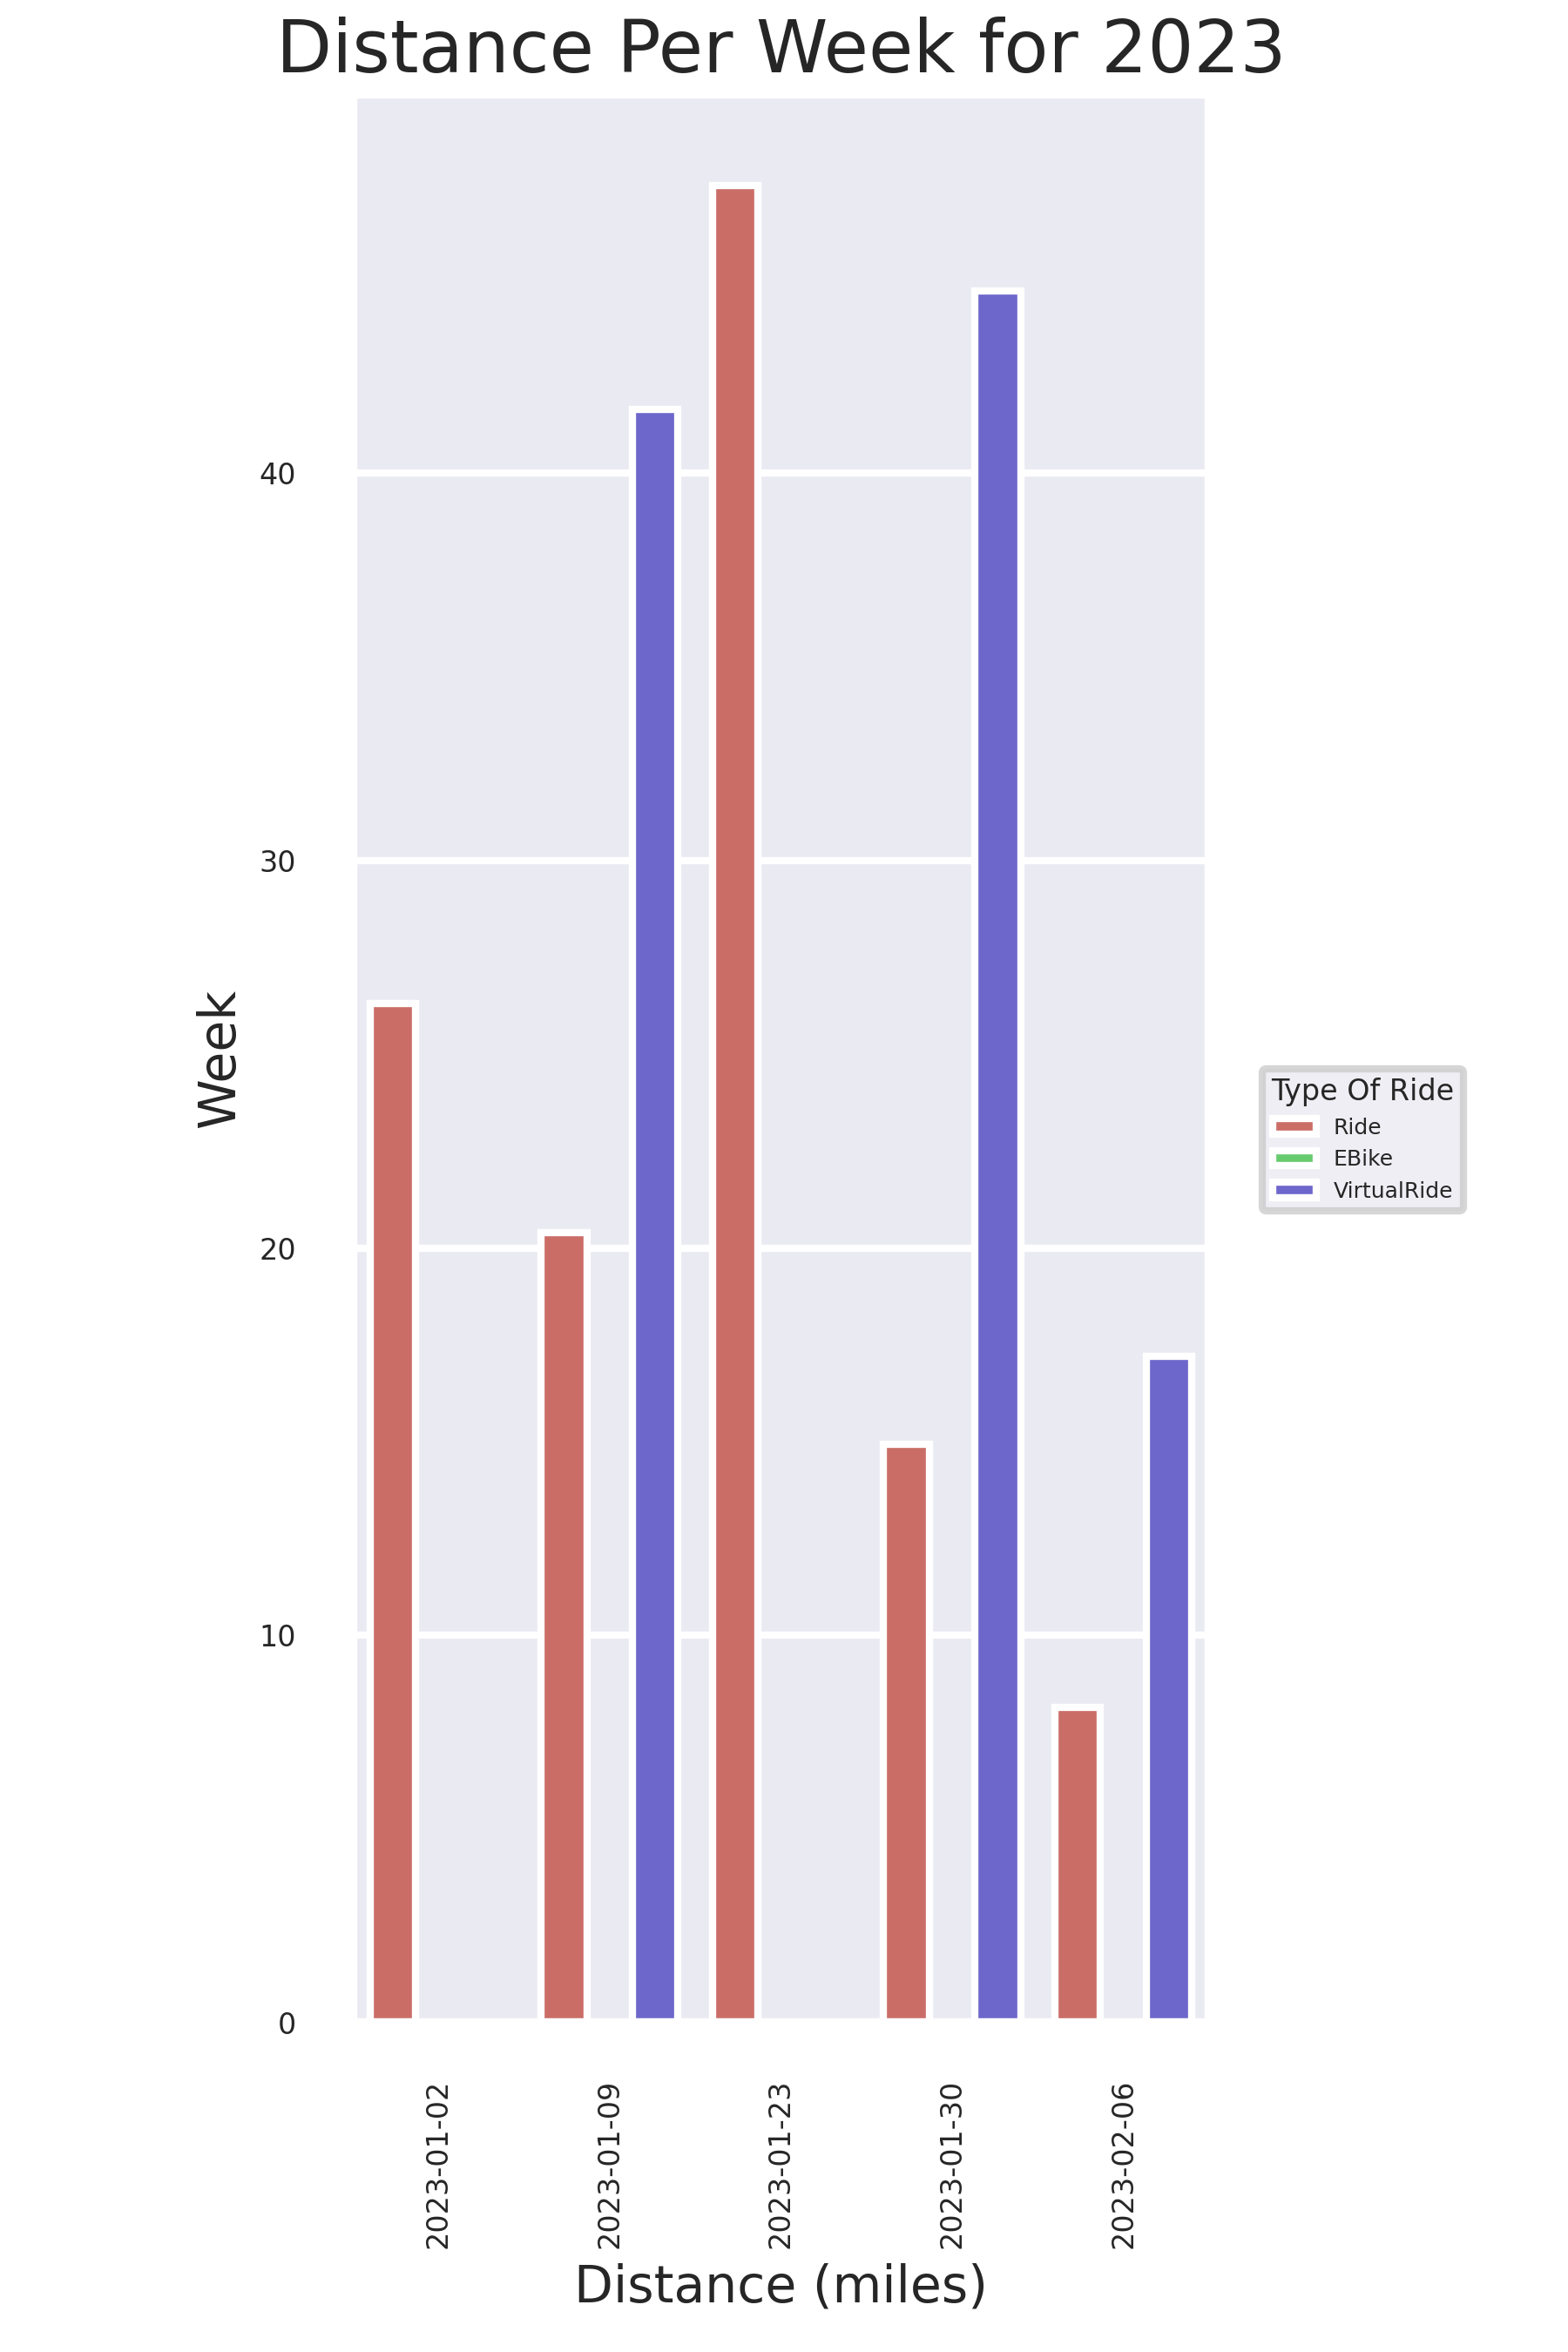 Distance Per Week for 2023
Week
40
30
20
10
0
Type Of Ride
Ride
EBike
VirtualRide
2023-01-02
2023-01-09
2023-01-23
2023-01-30
2023-02-06
Distance (miles)